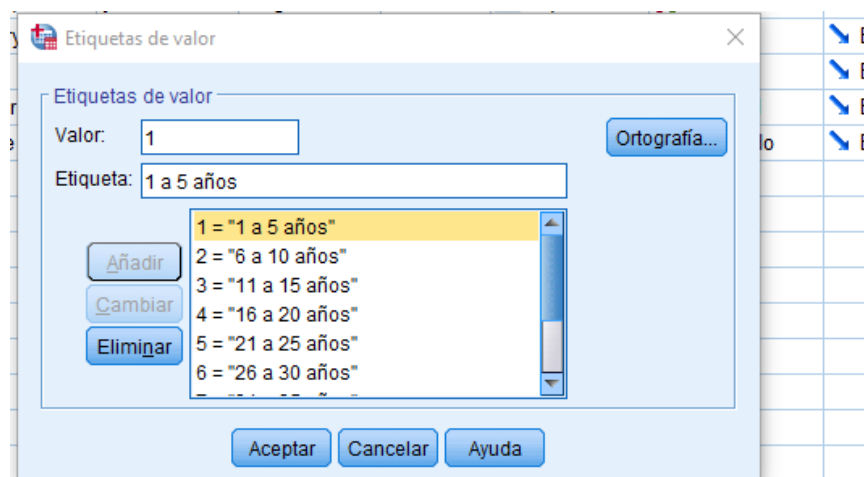 Etiquetas de valor
Etiquetas de valor
Valor: 1
Ortografía...
lo
Etiqueta: 1 a 5 años
1 = "1 a 5 años"
2 = "6 a 10 años"
3 = "11 a 15 años"
4 = "16 a 20 años"
5 = "21 a 25 años"
6 = "26 a 30 años"
Añadir
Cambiar
Eliminar
Aceptar
Cancelar
Ayuda